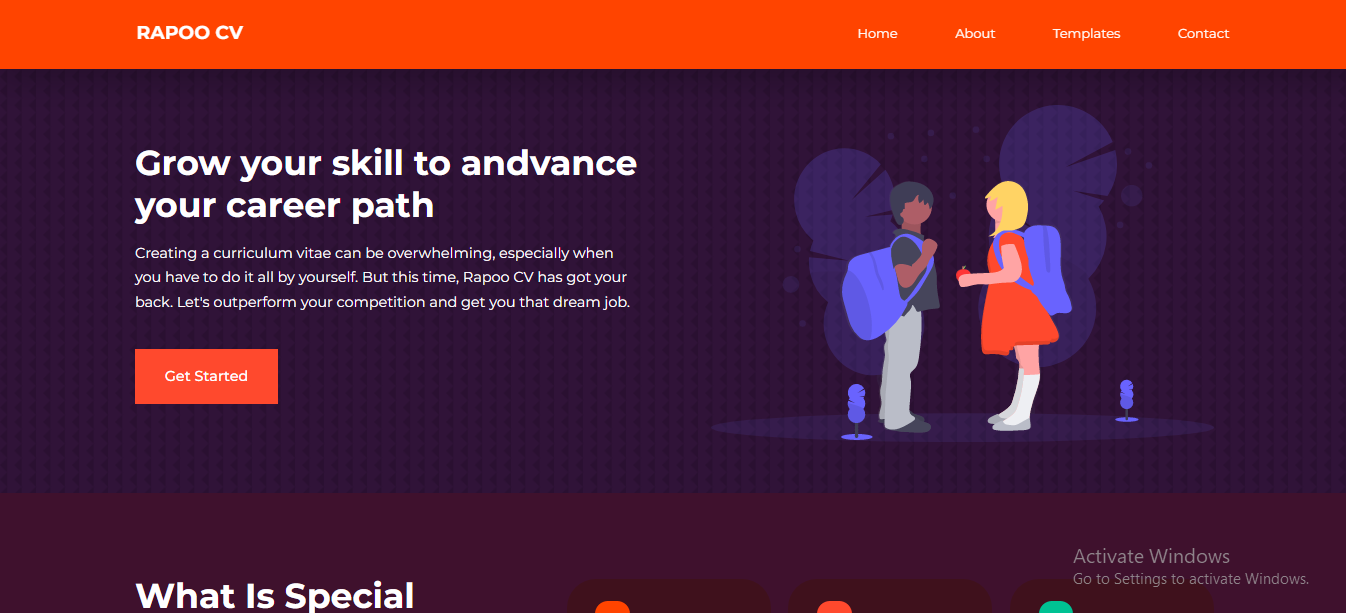 RAPOO CV
Home
About
Templates
Contact
Grow your skill to andvance
your career path
Creating a curriculum vitae can be overwhelming, especially when
you have to do it all by yourself. But this time, Rapoo CV has got your
back. Let's outperform your competition and get you that dream job.
Get Started
What Is Special
Activate Windows
Go to Settings to activate Windows.